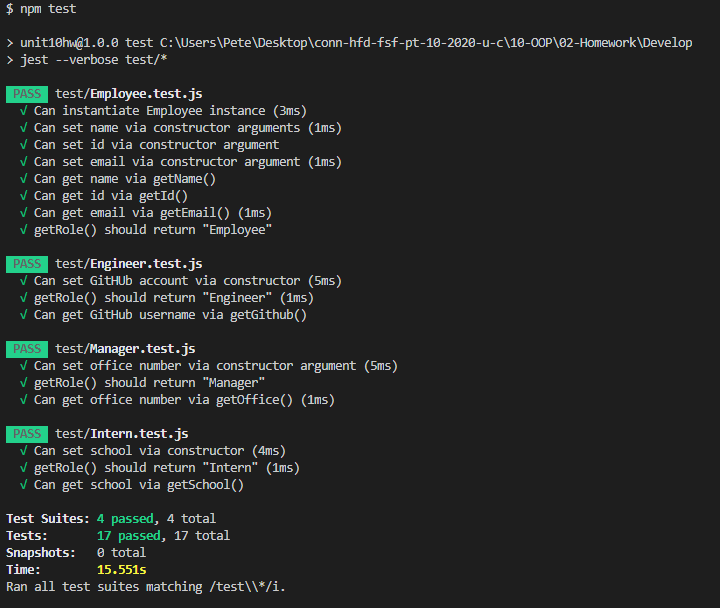 $ npm test
> unit10hw@1.0.0 test C:\Users\Pete\Desktop\conn-hfd-fsf-pt-10-2020-u-c\10-OOP\02-Homework\Develop
> jest --verbose test/*
PASS test/Employee.test.js
√ Can instantiate Employee instance (3ms)
√ Can set name via constructor arguments (1ms)
√ Can set id via constructor argument
√ Can set email via constructor argument (1ms)
√ Can get name via getName()
√ Can get id via getId()
√ Can get email via getEmail() (1ms)
√ getRole() should return "Employee"
PASS test/Engineer.test.js
√ Can set GitHUb account via constructor (5ms)
√ getRole() should return "Engineer" (1ms)
√ Can get GitHub username via getGithub()
PASS test/Manager.test.js
√ Can set office number via constructor argument (5ms)
√ getRole() should return "Manager"
√ Can get office number via getOffice() (1ms)
PASS test/Intern.test.js
√ Can set school via constructor (4ms)
√ getRole() should return "Intern" (1ms)
√ Can get school via getSchool()
Test Suites: 4 passed, 4 total
Tests: 17 passed, 17 total
Snapshots: 0 total
Time: 15.551s
Ran all test suites matching /test\\*/i.